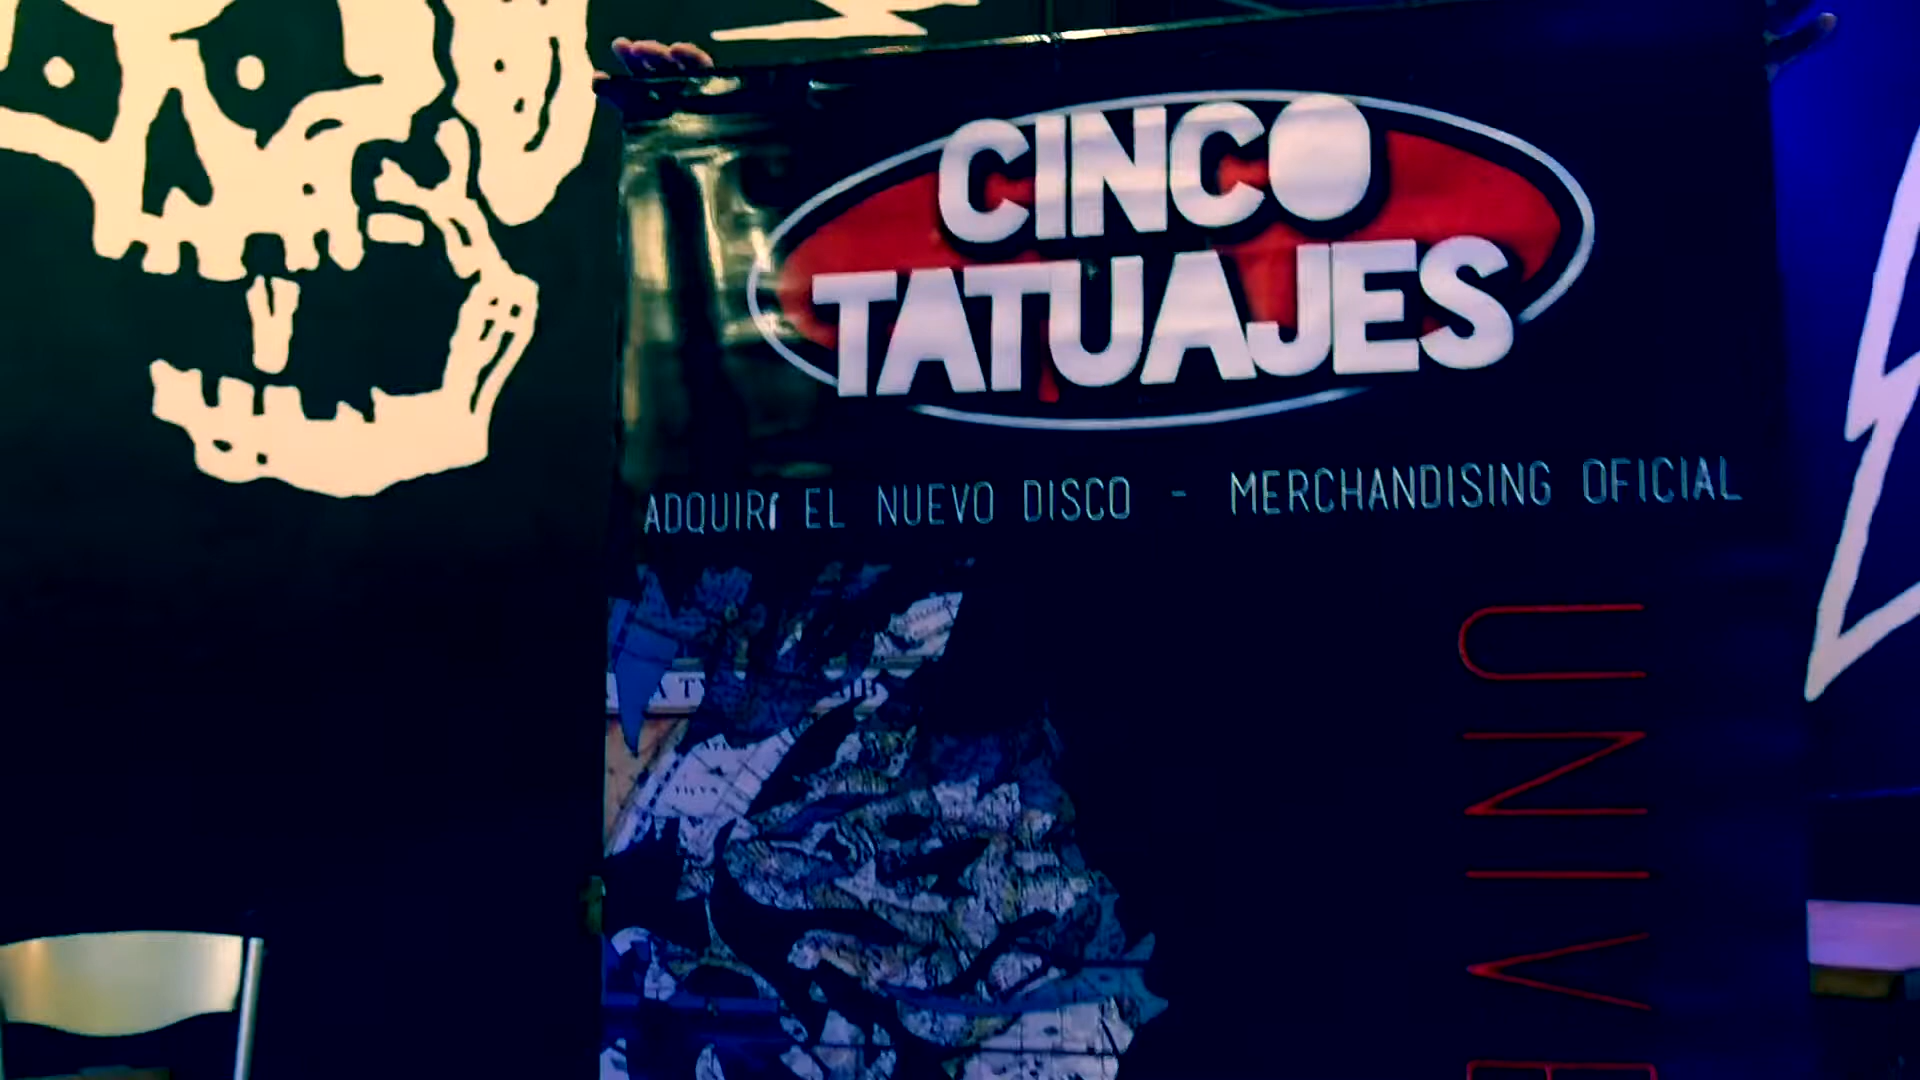 CINCO
TATUAJES
ADQUIRÍ EL NUEVO DISCO - MERCHANDISING OFICIAL
UNIVE